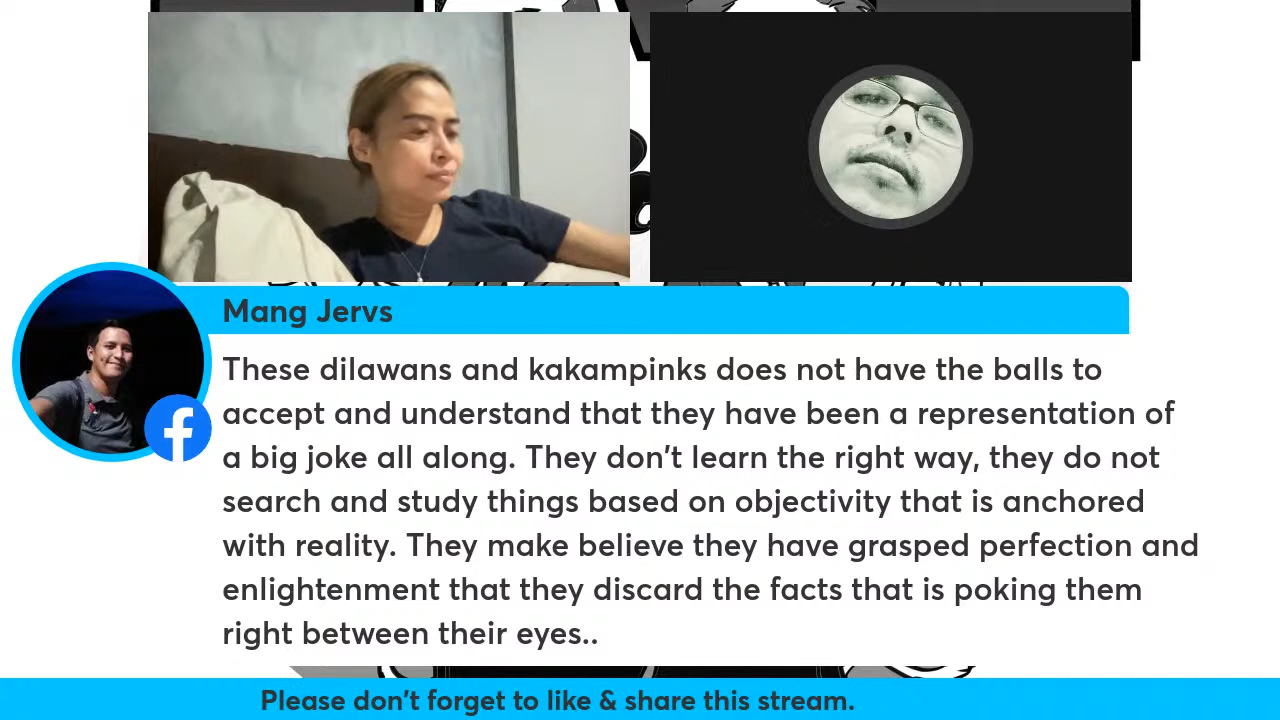 Mang Jervs
These dilawans and kakampinks does not have the balls to
accept and understand that they have been a representation of
a big joke all along. They don't learn the right way, they do not
search and study things based on objectivity that is anchored
with reality. They make believe they have grasped perfection and
enlightenment that they discard the facts that is poking them
right between their eyes..
Please don't forget to like & share this stream.